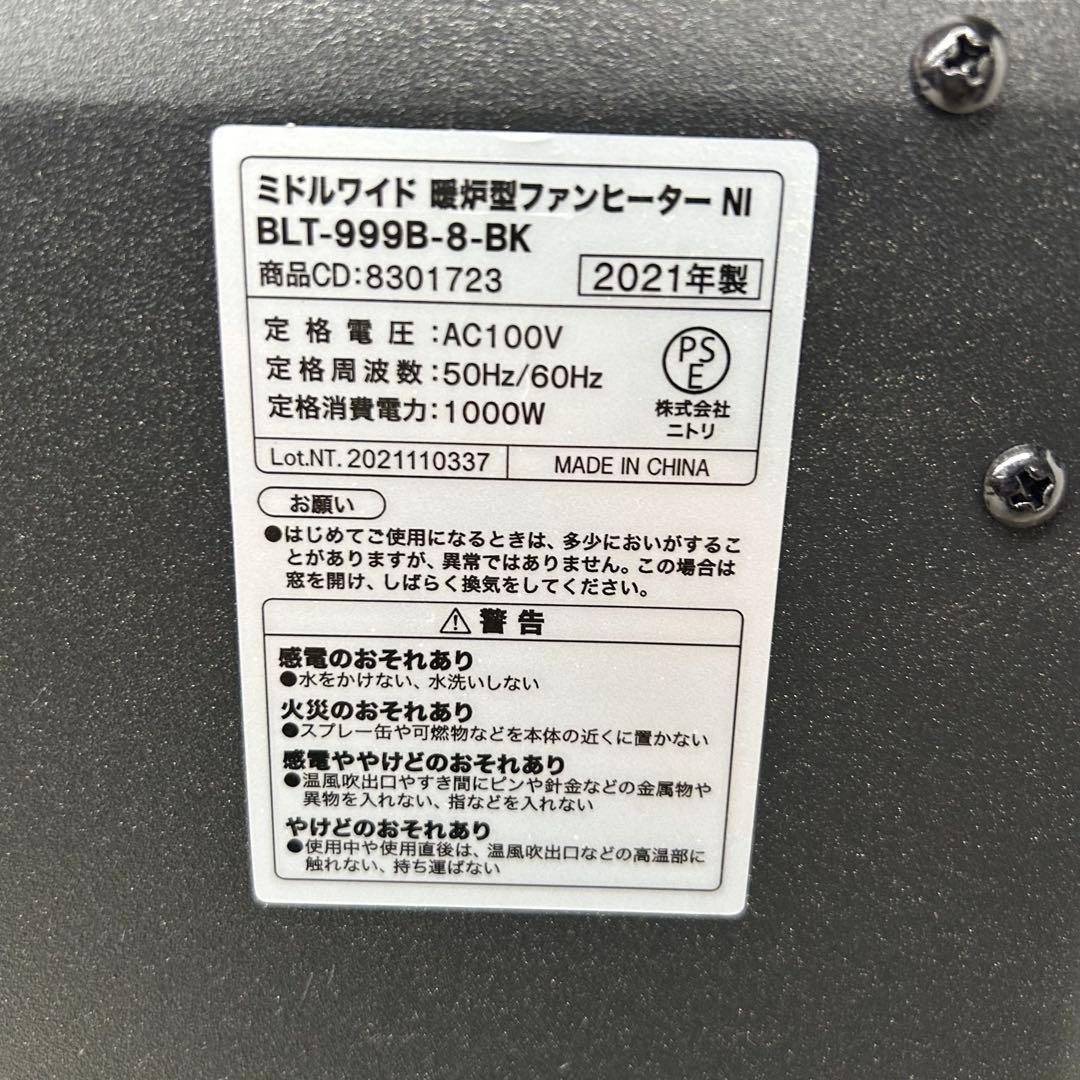 ミドルワイド 暖炉型ファンヒーター NI
BLT-999B-8-BK
商品CD:8301723
2021年製
定格電圧:AC100V
定格周波数:50Hz/60Hz
定格消費電力:1000W
PSE
株式会社
ニトリ
Lot.NT. 2021110337
MADE IN CHINA
お願い
●はじめてご使用になるときは、多少においがするこ
とがありますが、異常ではありません。この場合は
窓を開け、しばらく換気をしてください。
⚠ 警告
感電のおそれあり
●水をかけない、水洗いしない
火災のおそれあり
●スプレー缶や可燃物などを本体の近くに置かない
感電ややけどのおそれあり
●温風吹出口やすき間にピンや針金などの金属物や
異物を入れない、指などを入れない
やけどのおそれあり
●使用中や使用直後は、温風吹出口などの高温部に
触れない、持ち運ばない